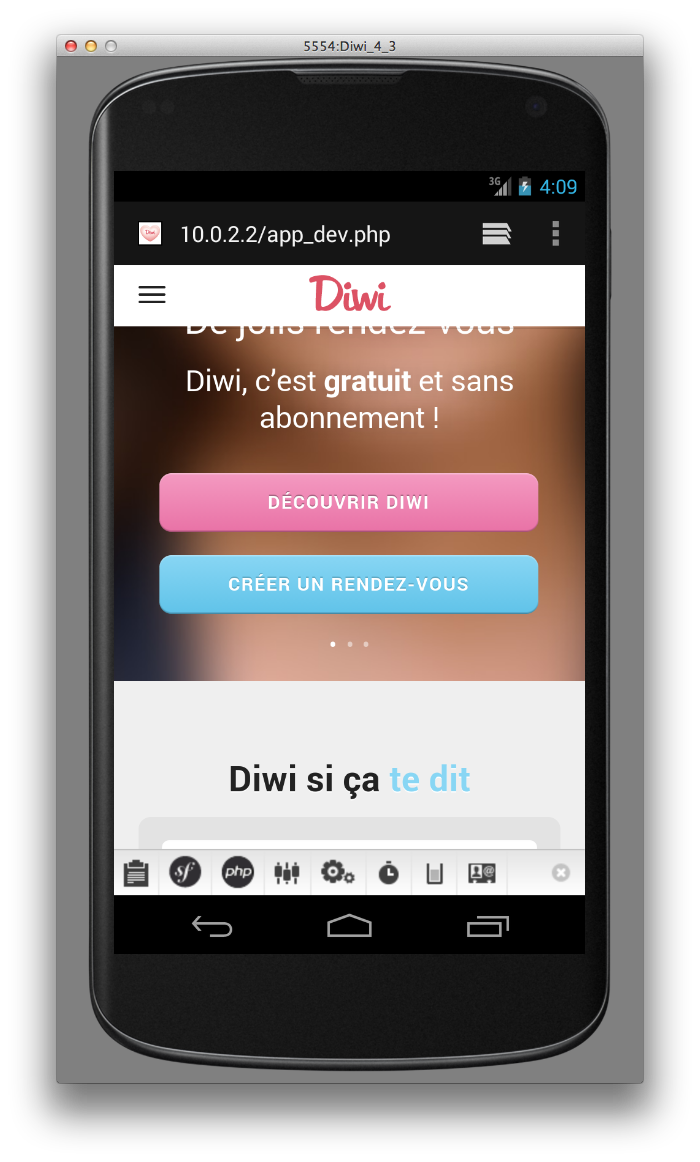 5554:Diwi_4_3
3G 4:09
Diwi 10.0.2.2/app_dev.php
Diwi
De jolis rendez-vous
Diwi, c’est gratuit et sans
abonnement !
DÉCOUVRIR DIWI
CRÉER UN RENDEZ-VOUS
Diwi si ça te dit
sf php @